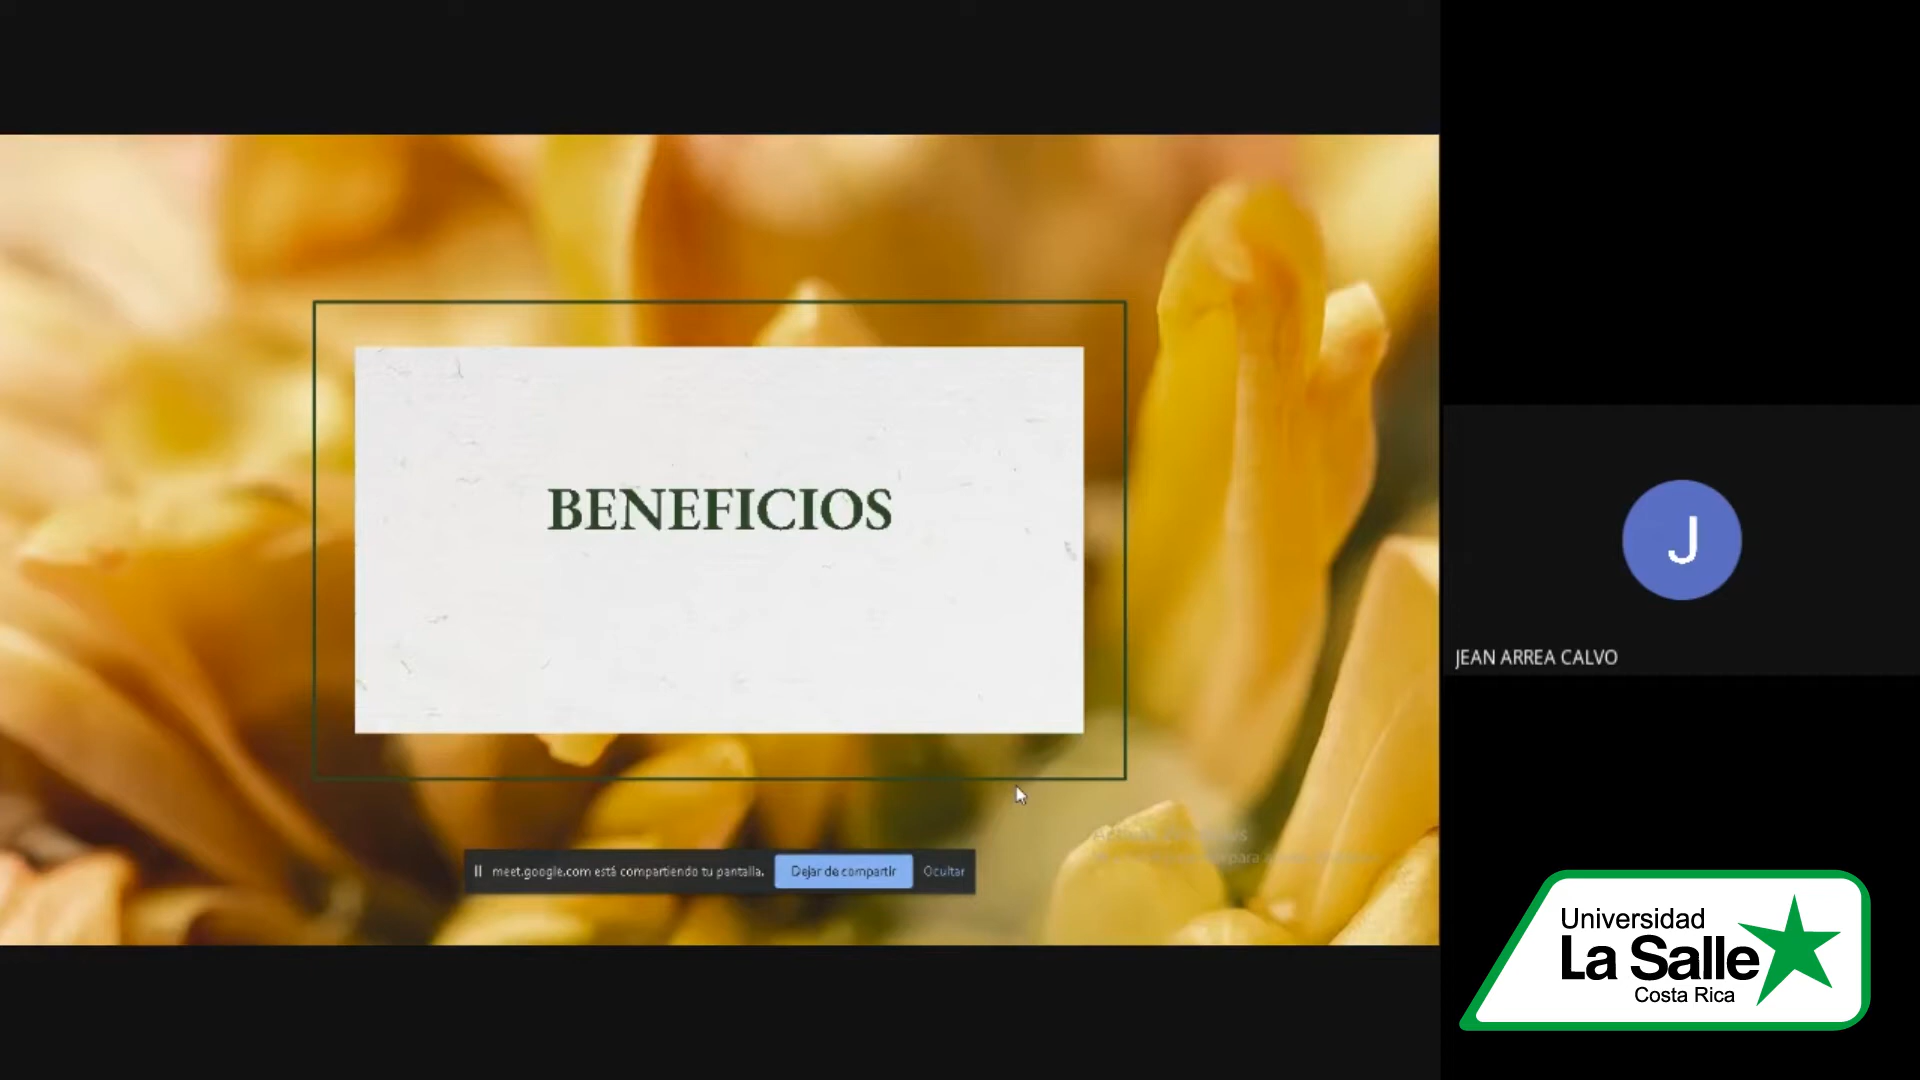 BENEFICIOS
meet.google.com está compartiendo tu pantalla.
Dejar de compartir
Ocultar
J
JEAN ARREA CALVO
Universidad
La Salle
Costa Rica